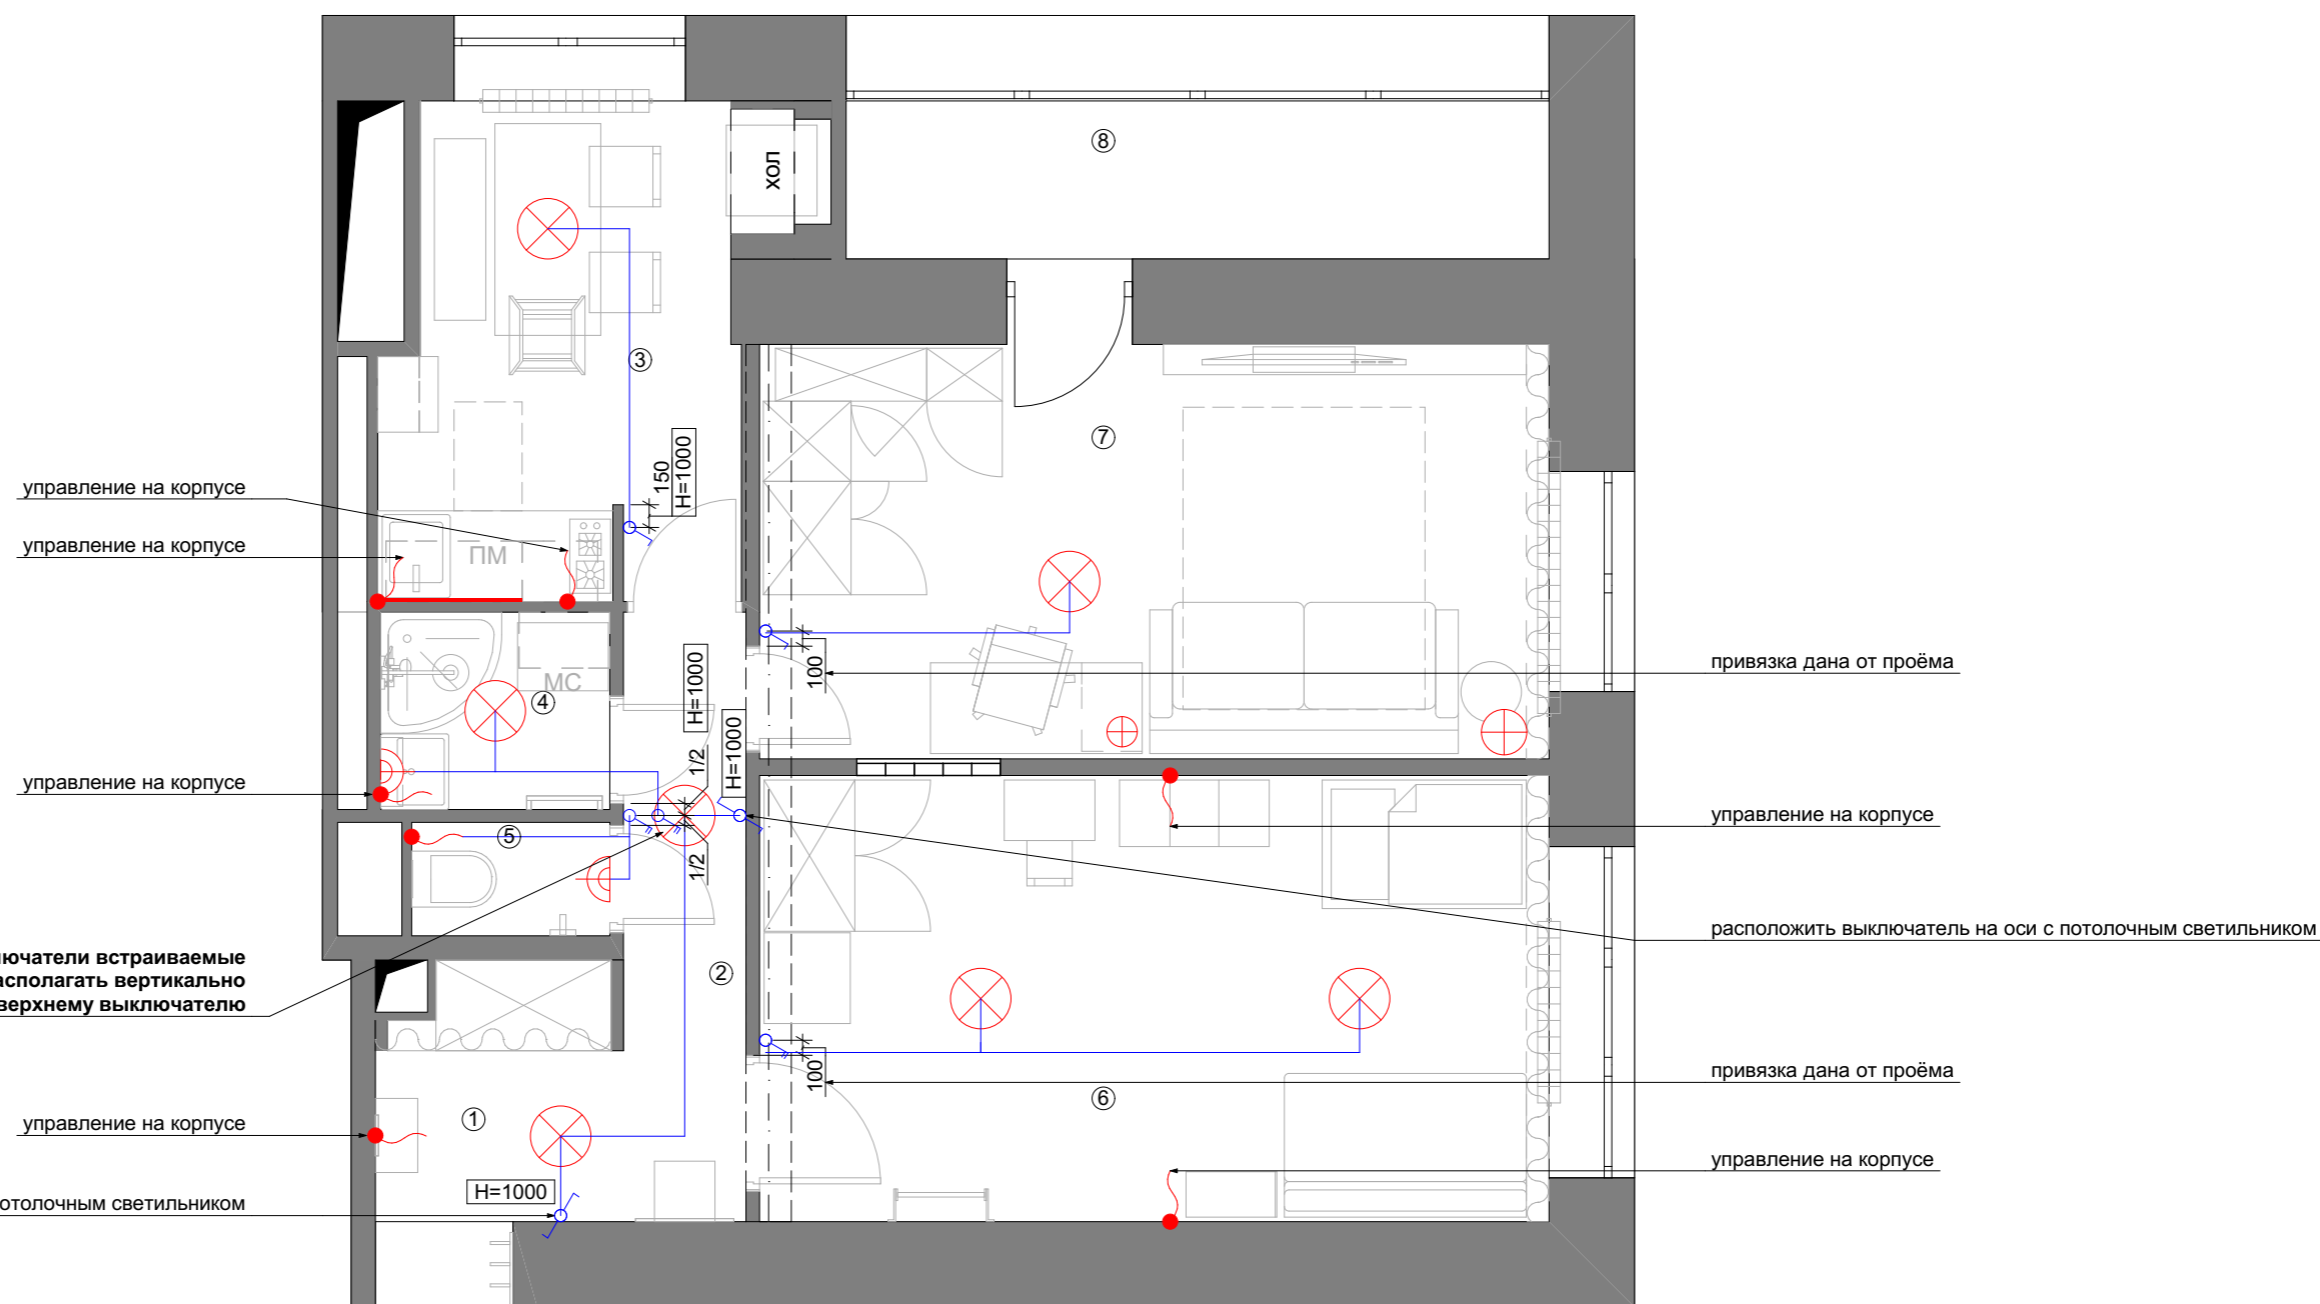 8
ХОЛ
3
7
150
H=1000
управление на корпусе
управление на корпусе
ПМ
100
привязка дана от проёма
H=1000
МС
4
H=1000
1/2
управление на корпусе
управление на корпусе
5
1/2
расположить выключатель на оси с потолочным светильником
встраиваемые
вертикально
верхнему выключателю
2
100
привязка дана от проёма
6
1
управление на корпусе
управление на корпусе
H=1000
светильником